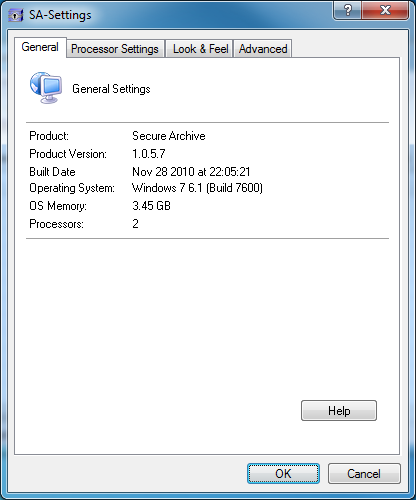 SA-Settings
General Processor Settings Look & Feel Advanced
General Settings
Product: Secure Archive
Product Version: 1.0.5.7
Built Date Nov 28 2010 at 22:05:21
Operating System: Windows 7 6.1 (Build 7600)
OS Memory: 3.45 GB
Processors: 2
Help
OK Cancel